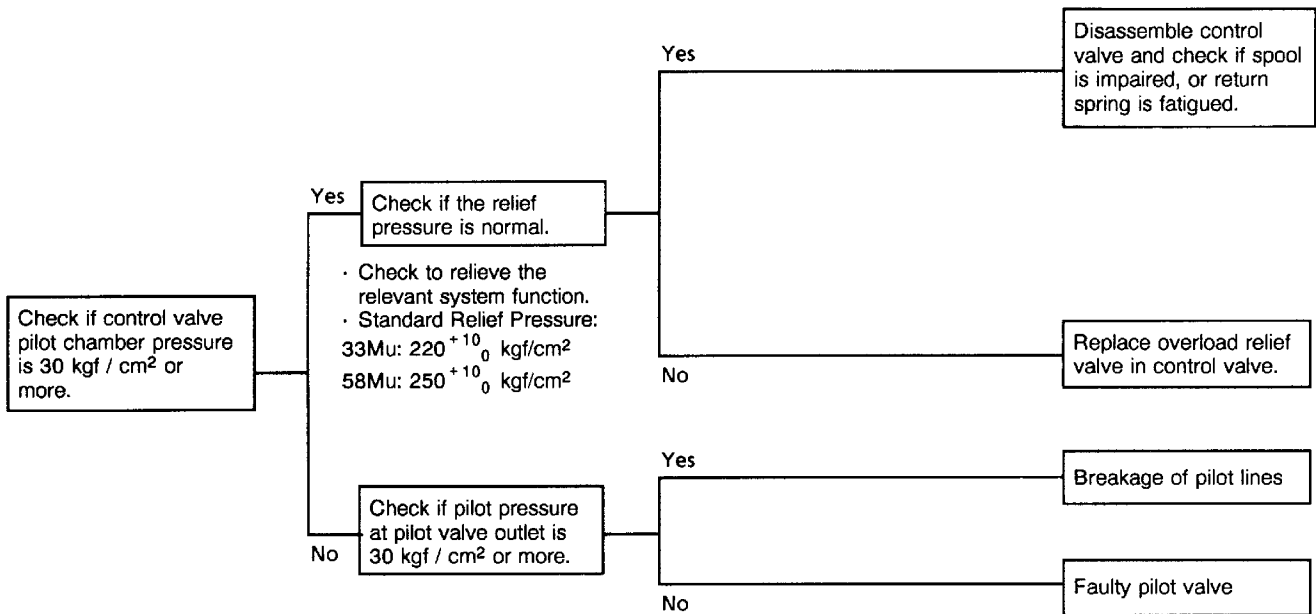 Check if control valve
pilot chamber pressure
is 30 kgf / cm² or
more.
Yes
Check if the relief
pressure is normal.
· Check to relieve the
relevant system function.
· Standard Relief Pressure:
33Mu: 220 +10 0 kgf/cm²
58Mu: 250 +10 0 kgf/cm²
Yes
Disassemble control
valve and check if spool
is impaired, or return
spring is fatigued.
No
Replace overload relief
valve in control valve.
No
Check if pilot pressure
at pilot valve outlet is
30 kgf / cm² or more.
Yes
Breakage of pilot lines
No
Faulty pilot valve